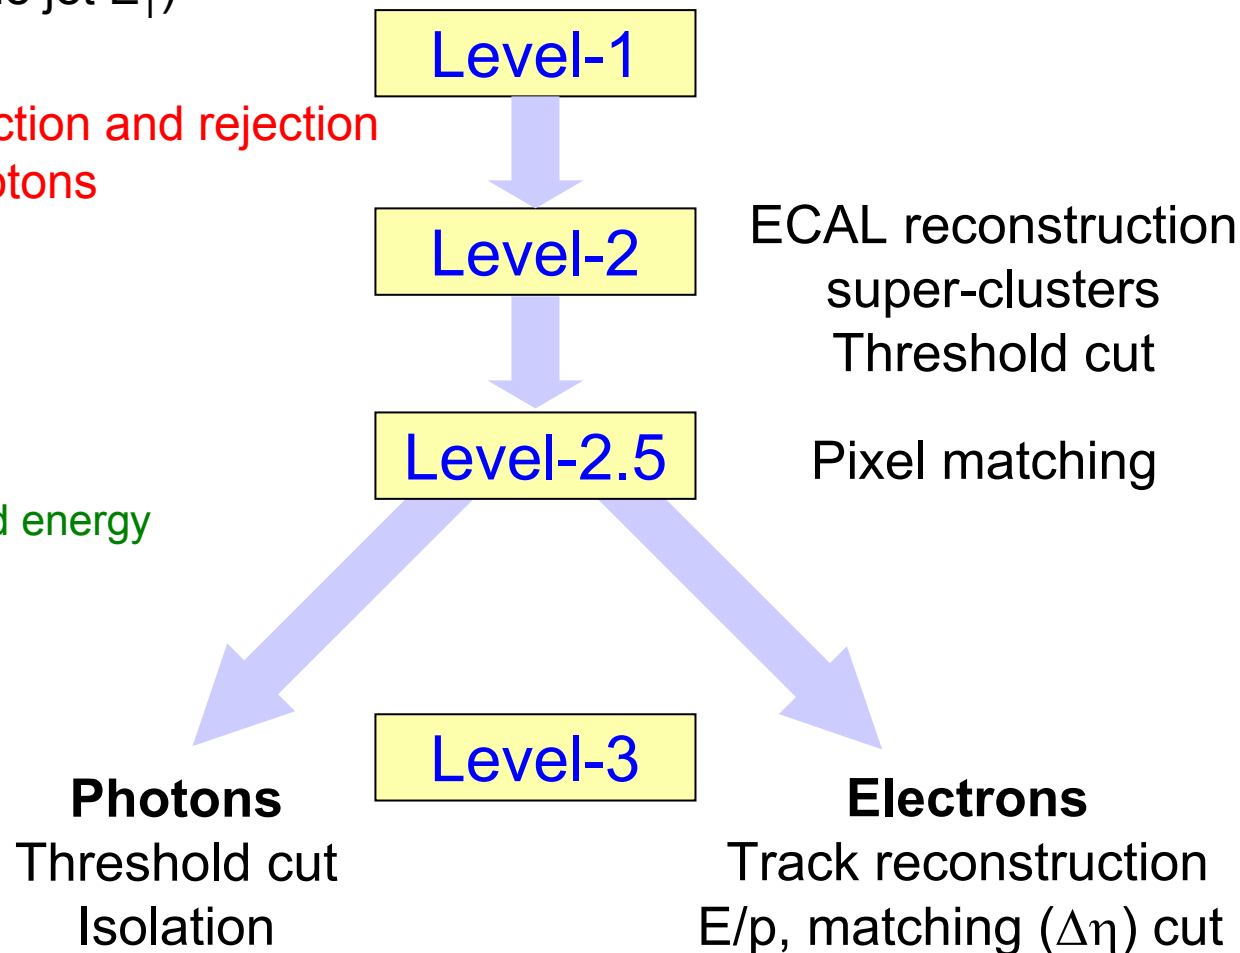 jet E
Level-1
and rejection
Level-2
ECAL reconstruction
super-clusters
Threshold cut
Level-2.5
Pixel matching
energy
Level-3
Photons
Threshold cut
Isolation
Electrons
Track reconstruction
E/p, matching (Δη) cut